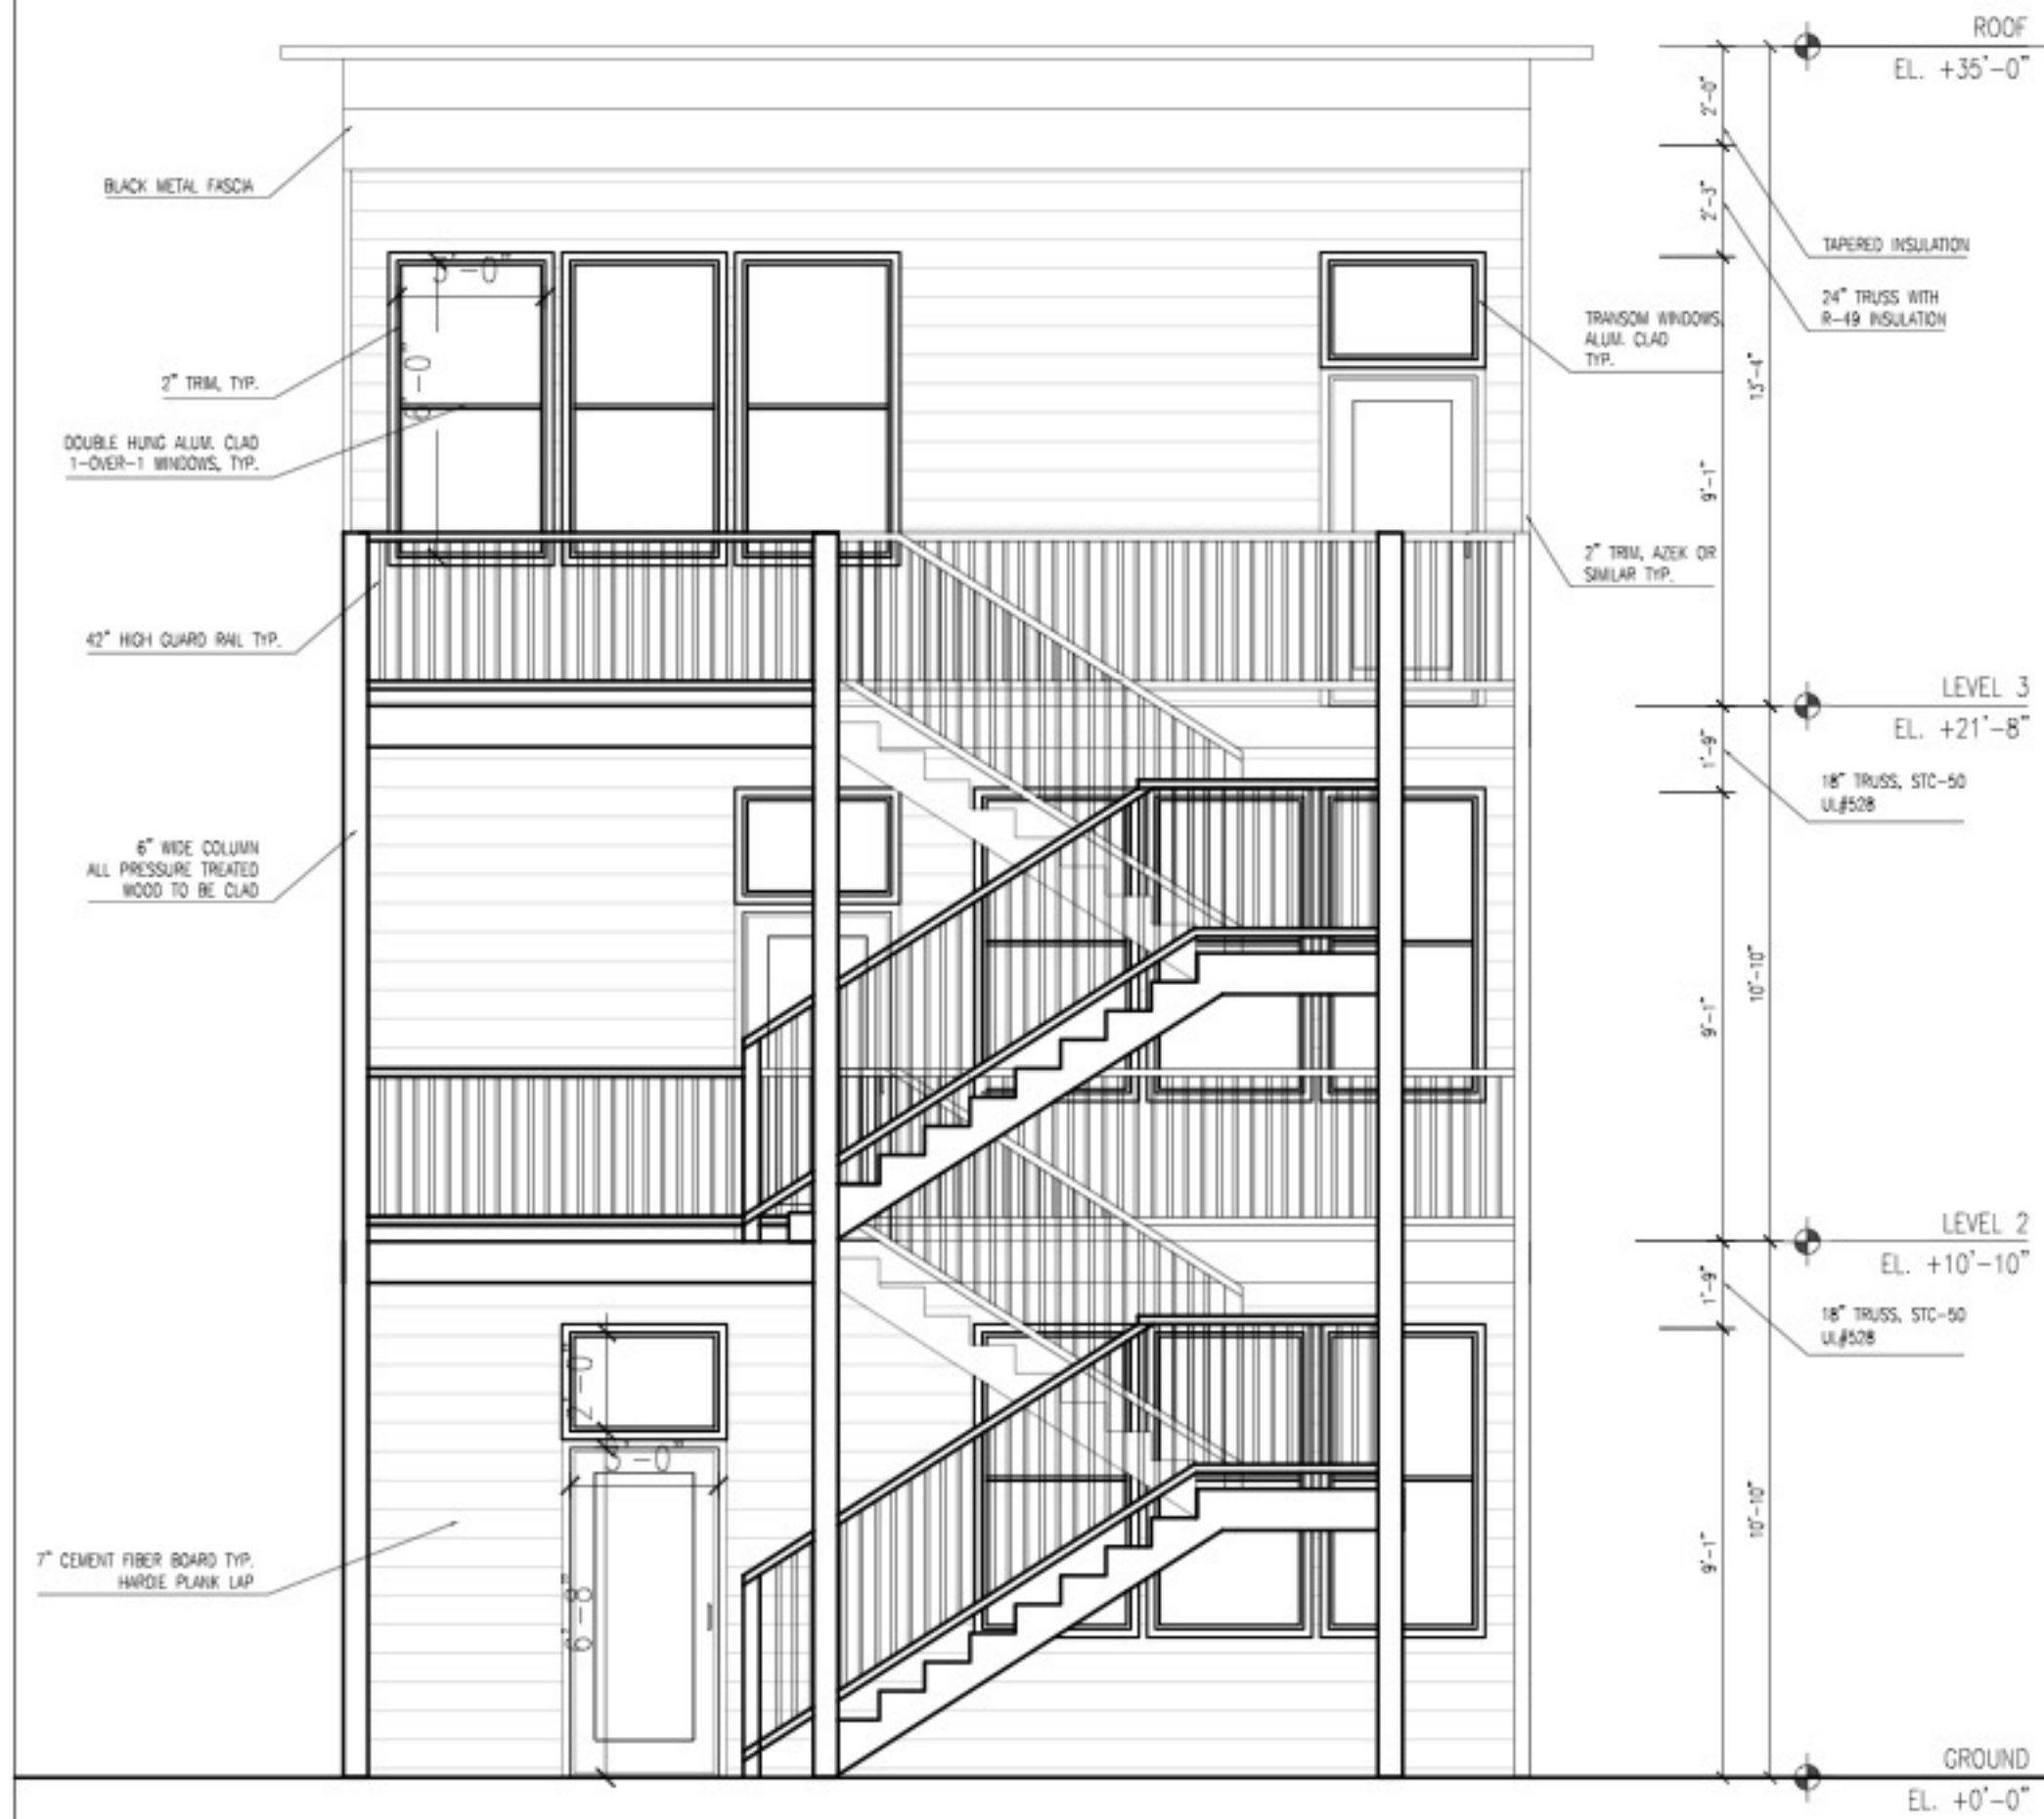 ROOF
EL. +35'-0"
2'-0"
BLACK METAL FASCIA
2'-3"
TAPERED INSULATION
3'-0"
24" TRUSS WITH
R-49 INSULATION
TRANSOM WINDOWS,
ALUM. CLAD
TYP.
6'-0"
2" TRIM, TYP.
13'-4"
DOUBLE HUNG ALUM. CLAD
1-OVER-1 WINDOWS, TYP.
9'-1"
2" TRIM, AZEK OR
SIMILAR TYP.
42" HIGH GUARD RAIL TYP.
LEVEL 3
EL. +21'-8"
1'-9"
18" TRUSS, STC-50
UL#528
6" WIDE COLUMN
ALL PRESSURE TREATED
WOOD TO BE CLAD
10'-10"
9'-1"
LEVEL 2
EL. +10'-10"
1'-9"
18" TRUSS, STC-50
UL#528
2'-0"
3'-0"
10'-10"
9'-1"
7" CEMENT FIBER BOARD TYP.
HARDIE PLANK LAP
6'-8"
GROUND
EL. +0'-0"